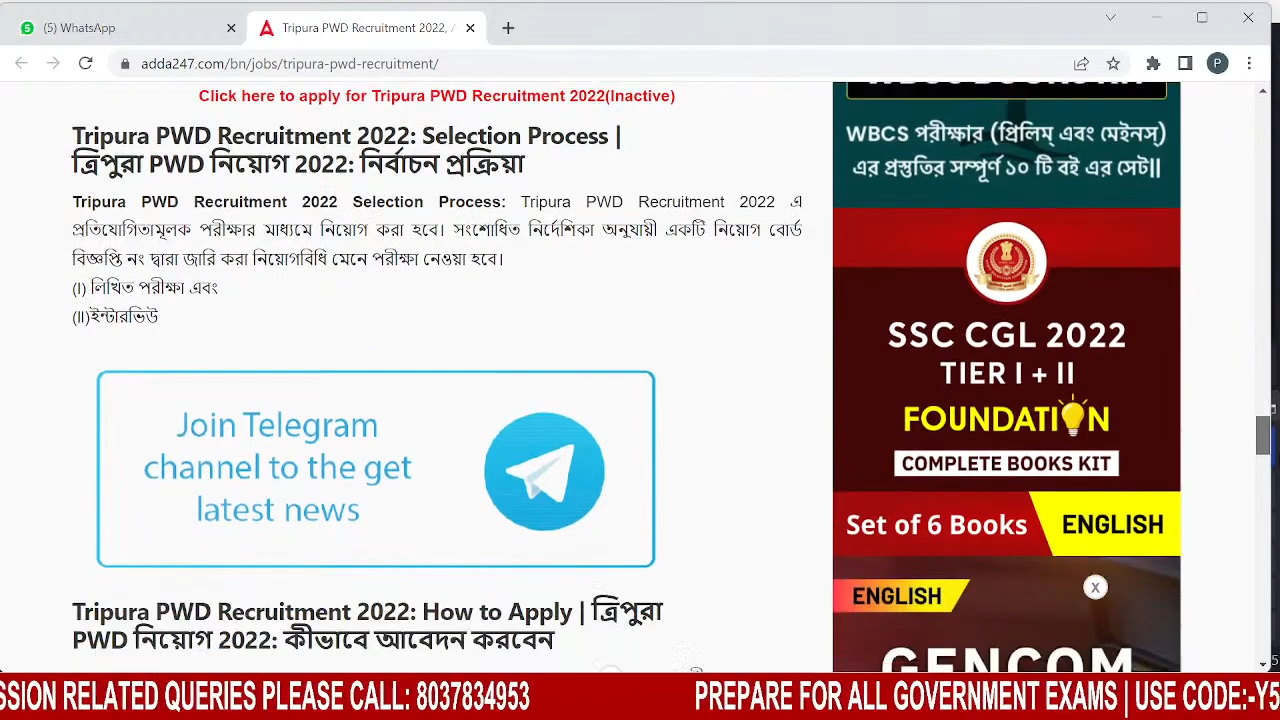 (5) WhatsApp
Tripura PWD Recruitment 2022, A
adda247.com/bn/jobs/tripura-pwd-recruitment/
P
Click here to apply for Tripura PWD Recruitment 2022(Inactive)
Tripura PWD Recruitment 2022: Selection Process |
ত্রিপুরা PWD নিয়োগ 2022: নির্বাচন প্রক্রিয়া
Tripura PWD Recruitment 2022 Selection Process: Tripura PWD Recruitment 2022 এ
প্রতিযোগিতামূলক পরীক্ষার মাধ্যমে নিয়োগ করা হবে। সংশোধিত নির্দেশিকা অনুযায়ী একটি নিয়োগ বোর্ড
বিজ্ঞপ্তি নং দ্বারা জারি করা নিয়োগবিধি মেনে পরীক্ষা নেওয়া হবে।
(I) লিখিত পরীক্ষা এবং
(II)ইন্টারভিউ
Join Telegram
channel to the get
latest news
Tripura PWD Recruitment 2022: How to Apply | ত্রিপুরা
PWD নিয়োগ 2022: কীভাবে আবেদন করবেন
WBCS পরীক্ষার (প্রিলিম্ এবং মেইনস্)
এর প্রস্তুতির সম্পূর্ণ ১০ টি বই এর সেট||
SSC CGL 2022
TIER I + II
FOUNDATION
COMPLETE BOOKS KIT
Set of 6 Books ENGLISH
ENGLISH
X
GENCOM
SSION RELATED QUERIES PLEASE CALL: 8037834953 PREPARE FOR ALL GOVERNMENT EXAMS | USE CODE:-Y5